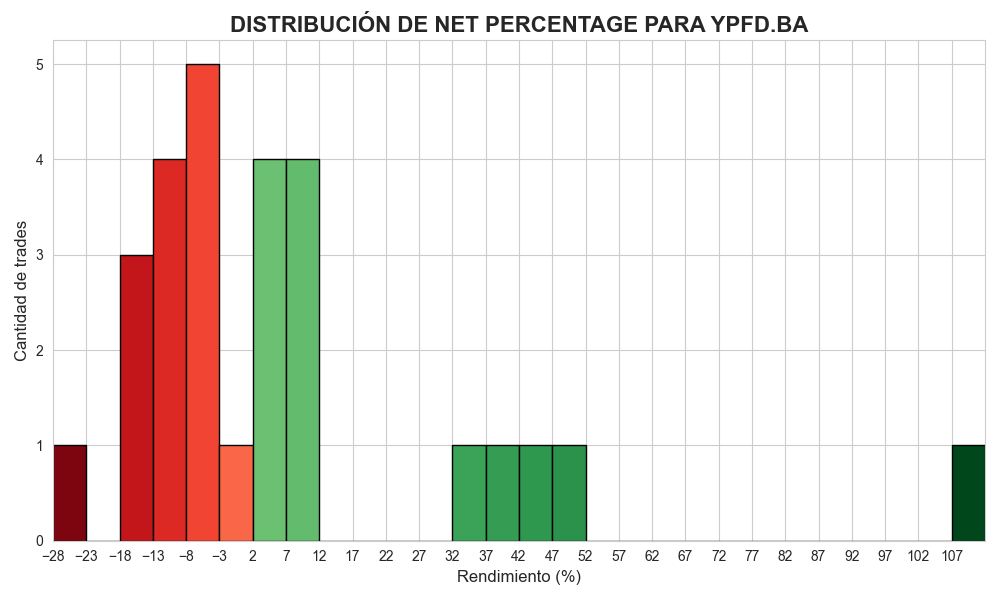 DISTRIBUCIÓN DE NET PERCENTAGE PARA YPFD.BA
Cantidad de trades
5
4
3
2
1
0
−28 −23 −18 −13 −8 −3 2 7 12 17 22 27 32 37 42 47 52 57 62 67 72 77 82 87 92 97 102 107
Rendimiento (%)